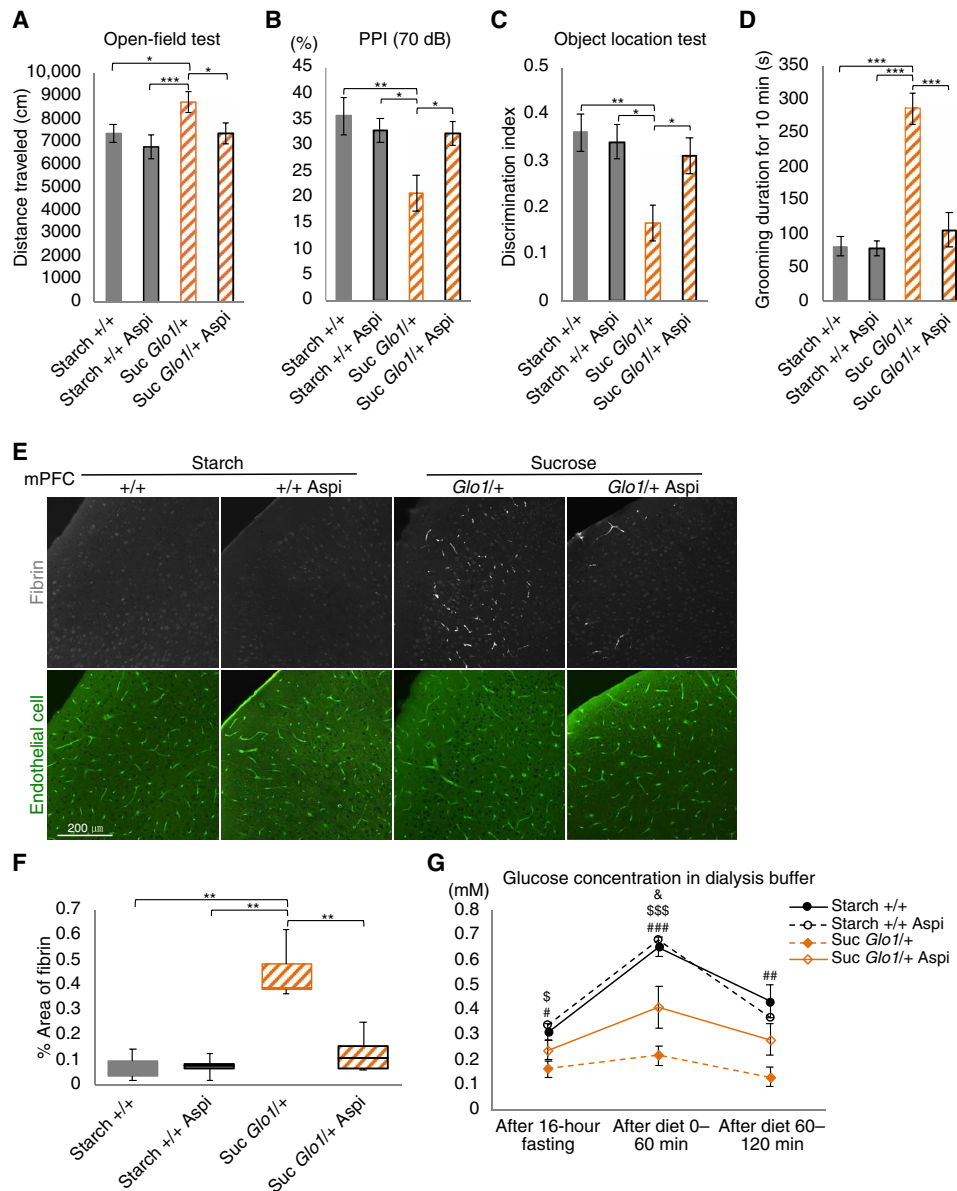 A
Open-field test
Distance traveled (cm)
10,000
9000
8000
7000
6000
5000
4000
3000
2000
1000
0
*
***
*
Starch +/+
Starch +/+ Aspi
Suc Glo1/+
Suc Glo1/+ Aspi
B
(%)
PPI (70 dB)
45
40
35
30
25
20
15
10
5
0
**
*
*
Starch +/+
Starch +/+ Aspi
Suc Glo1/+
Suc Glo1/+ Aspi
C
Object location test
Discrimination index
0.5
0.4
0.3
0.2
0.1
0
**
*
*
Starch +/+
Starch +/+ Aspi
Suc Glo1/+
Suc Glo1/+ Aspi
D
Grooming duration for 10 min (s)
350
300
250
200
150
100
50
0
***
***
***
Starch +/+
Starch +/+ Aspi
Suc Glo1/+
Suc Glo1/+ Aspi
E
mPFC
Starch
Sucrose
+/+
+/+ Aspi
Glo1/+
Glo1/+ Aspi
Fibrin
Endothelial cell
200 μm
F
% Area of fibrin
0.7
0.6
0.5
0.4
0.3
0.2
0.1
0
**
**
**
Starch +/+
Starch +/+ Aspi
Suc Glo1/+
Suc Glo1/+ Aspi
G
(mM)
Glucose concentration in dialysis buffer
0.8
0.7
0.6
0.5
0.4
0.3
0.2
0.1
0
$
#
&
$$$
###
##
Starch +/+
Starch +/+ Aspi
Suc Glo1/+
Suc Glo1/+ Aspi
After 16-hour
fasting
After diet 0–
60 min
After diet 60–
120 min